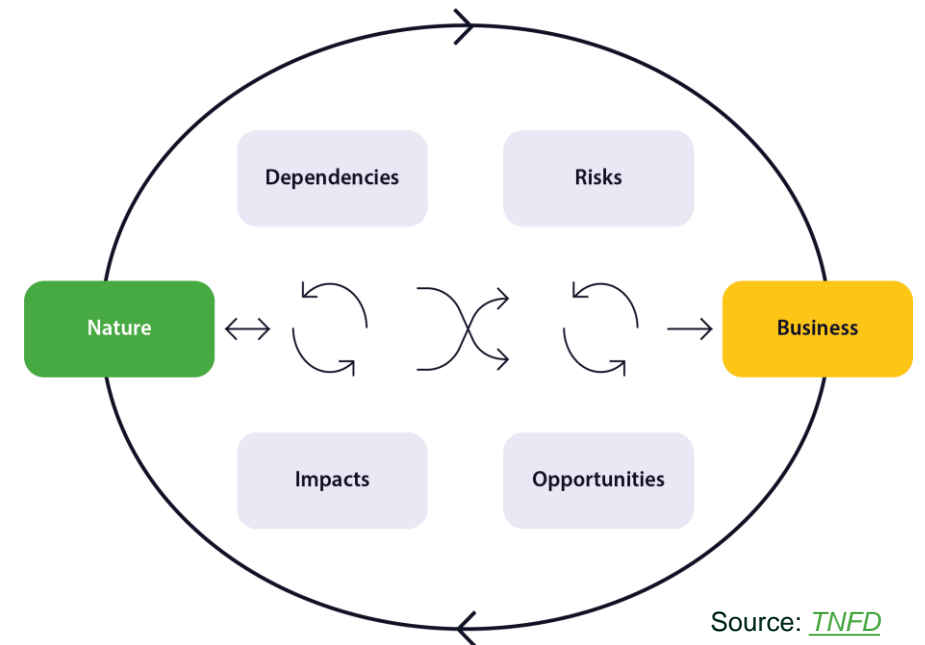 Dependencies
Risks
Nature
Business
Impacts
Opportunities
Source: TNFD